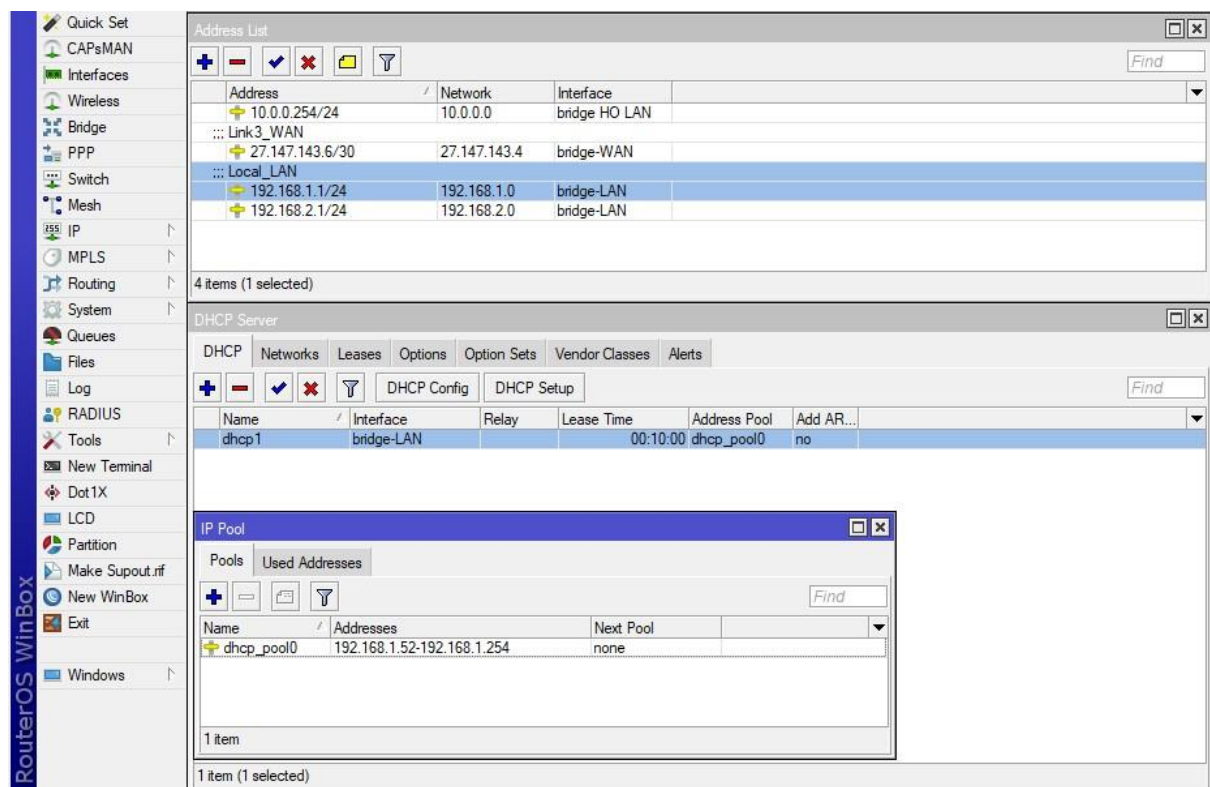 Quick Set
CAPsMAN
Interfaces
Wireless
Bridge
PPP
Switch
Mesh
IP
MPLS
Routing
System
Queues
Files
Log
RADIUS
Tools
New Terminal
Dot1X
LCD
Partition
Make Supout.rif
New WinBox
Exit
Windows
RouterOS WinBox
Address List
Find
Address Network Interface
10.0.0.254/24 10.0.0.0 bridge HO LAN
;;; Link3_WAN
27.147.143.6/30 27.147.143.4 bridge-WAN
;;; Local_LAN
192.168.1.1/24 192.168.1.0 bridge-LAN
192.168.2.1/24 192.168.2.0 bridge-LAN
4 items (1 selected)
DHCP Server
DHCP Networks Leases Options Option Sets Vendor Classes Alerts
DHCP Config DHCP Setup Find
Name Interface Relay Lease Time Address Pool Add AR...
dhcp1 bridge-LAN 00:10:00 dhcp_pool0 no
IP Pool
Pools Used Addresses
Find
Name Addresses Next Pool
dhcp_pool0 192.168.1.52-192.168.1.254 none
1 item
1 item (1 selected)